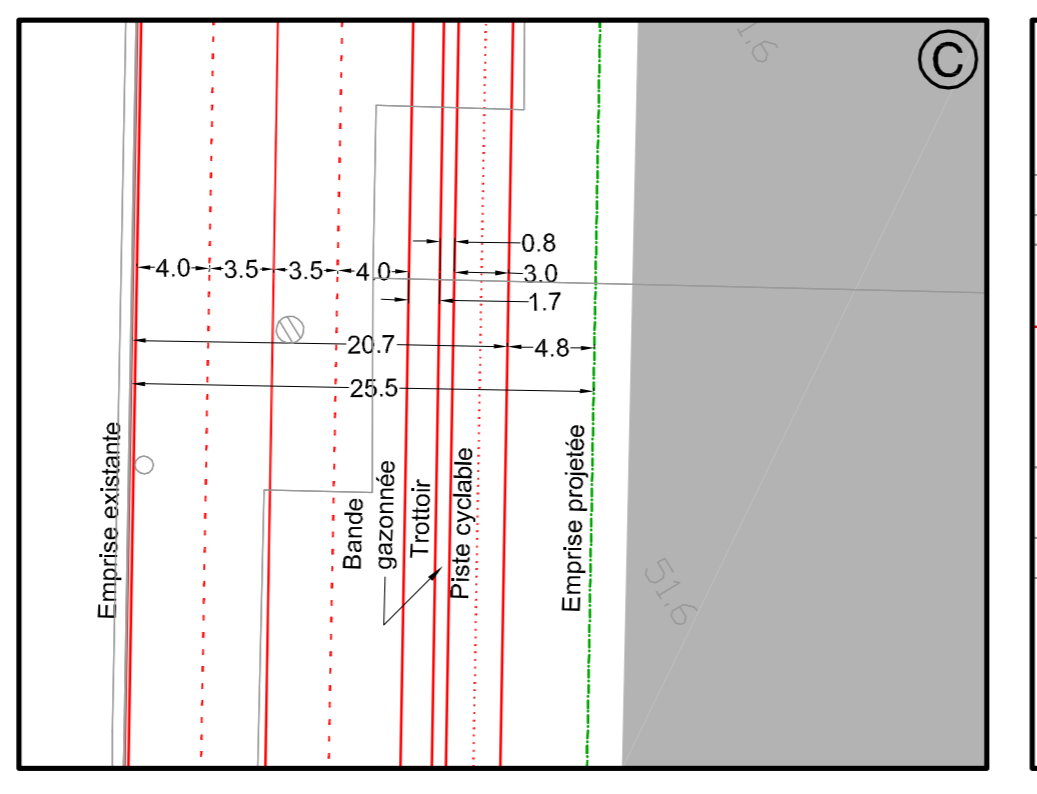 1,6
C
0.8
4.0 3.5 3.5 4.0 3.0
1.7
20.7 4.8
25.5
Emprise existante
Bande
gazonnée
Trottoir
Piste cyclable
Emprise projetée
51,6